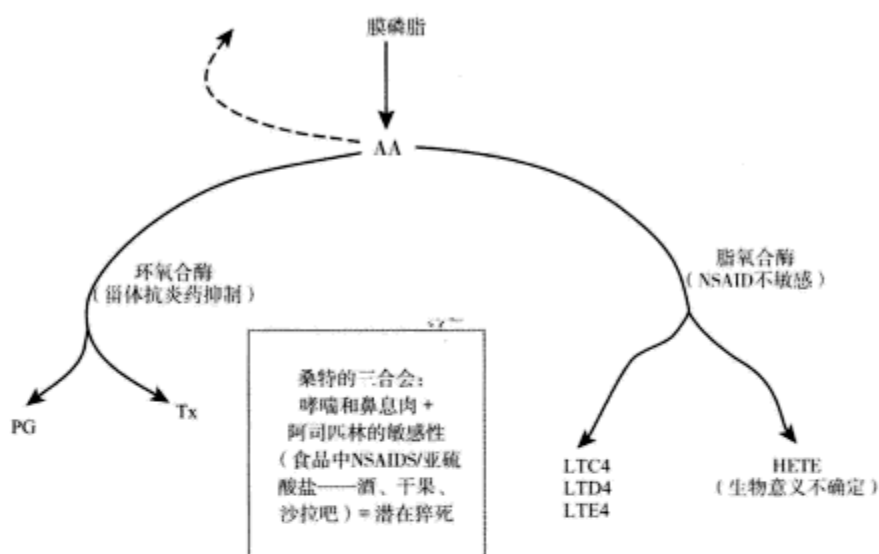 膜磷脂
AA
环氧合酶
（甾体抗炎药抑制）
脂氧合酶
（NSAID不敏感）
PG
Tx
桑特的三合会：
哮喘和鼻息肉 +
阿司匹林的敏感性
（食品中NSAIDS/亚硫
酸盐——酒、干果、
沙拉吧）= 潜在猝死
LTC4
LTD4
LTE4
HETE
（生物意义不确定）